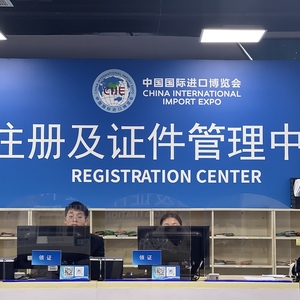 CIIE
中国国际进口博览会
CHINA INTERNATIONAL
IMPORT EXPO
注册及证件管理中
REGISTRATION CENTER
领证
领证